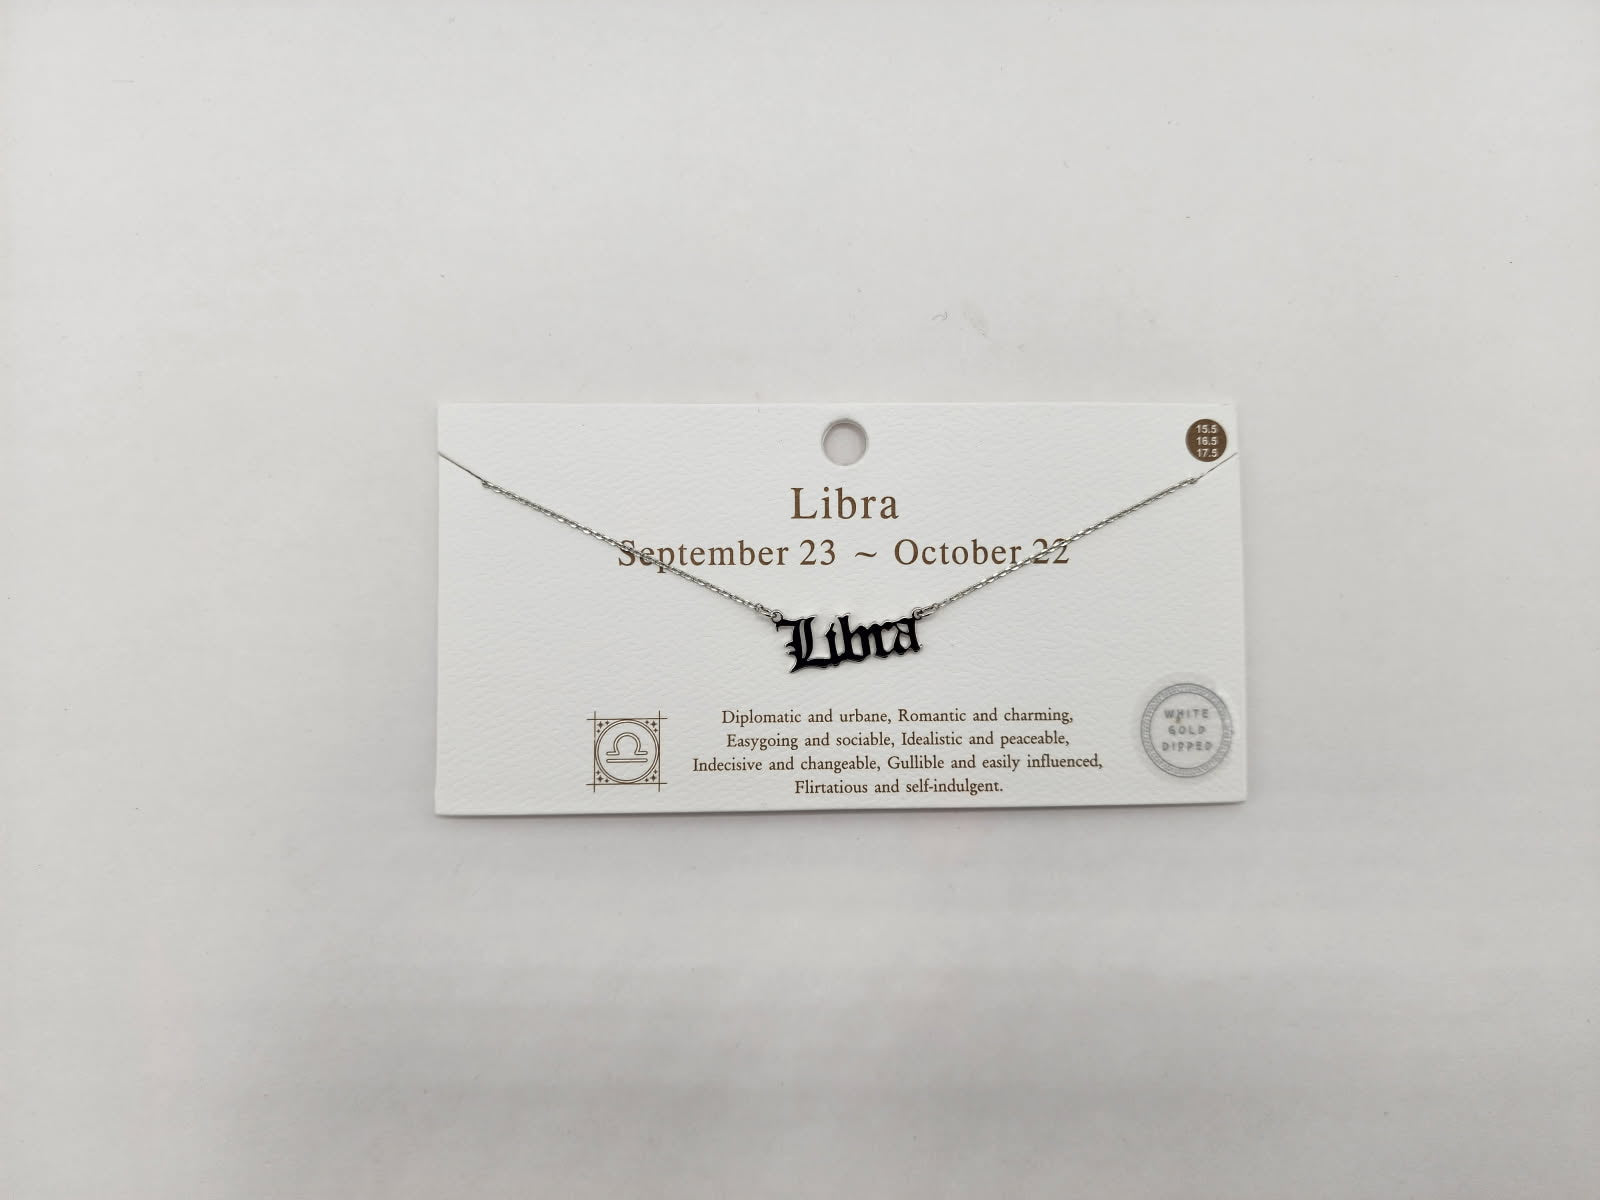 15.5
16.5
17.5
Libra
September 23 ~ October 22
Libra
Diplomatic and urbane, Romantic and charming,
Easygoing and sociable, Idealistic and peaceable,
Indecisive and changeable, Gullible and easily influenced,
Flirtatious and self-indulgent.
WHITE
GOLD
DIPPED